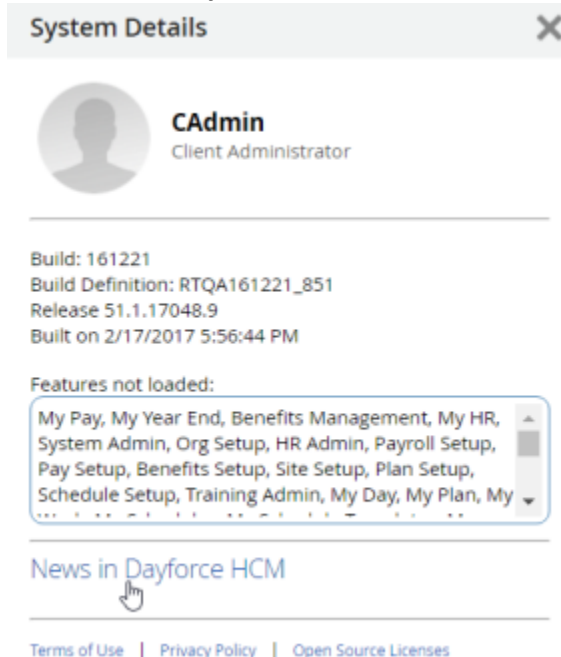 System Details
CAdmin
Client Administrator
Build: 161221
Build Definition: RTQA161221_851
Release 51.1.17048.9
Built on 2/17/2017 5:56:44 PM
Features not loaded:
My Pay, My Year End, Benefits Management, My HR,
System Admin, Org Setup, HR Admin, Payroll Setup,
Pay Setup, Benefits Setup, Site Setup, Plan Setup,
Schedule Setup, Training Admin, My Day, My Plan, My
News in Dayforce HCM
Terms of Use | Privacy Policy | Open Source Licenses